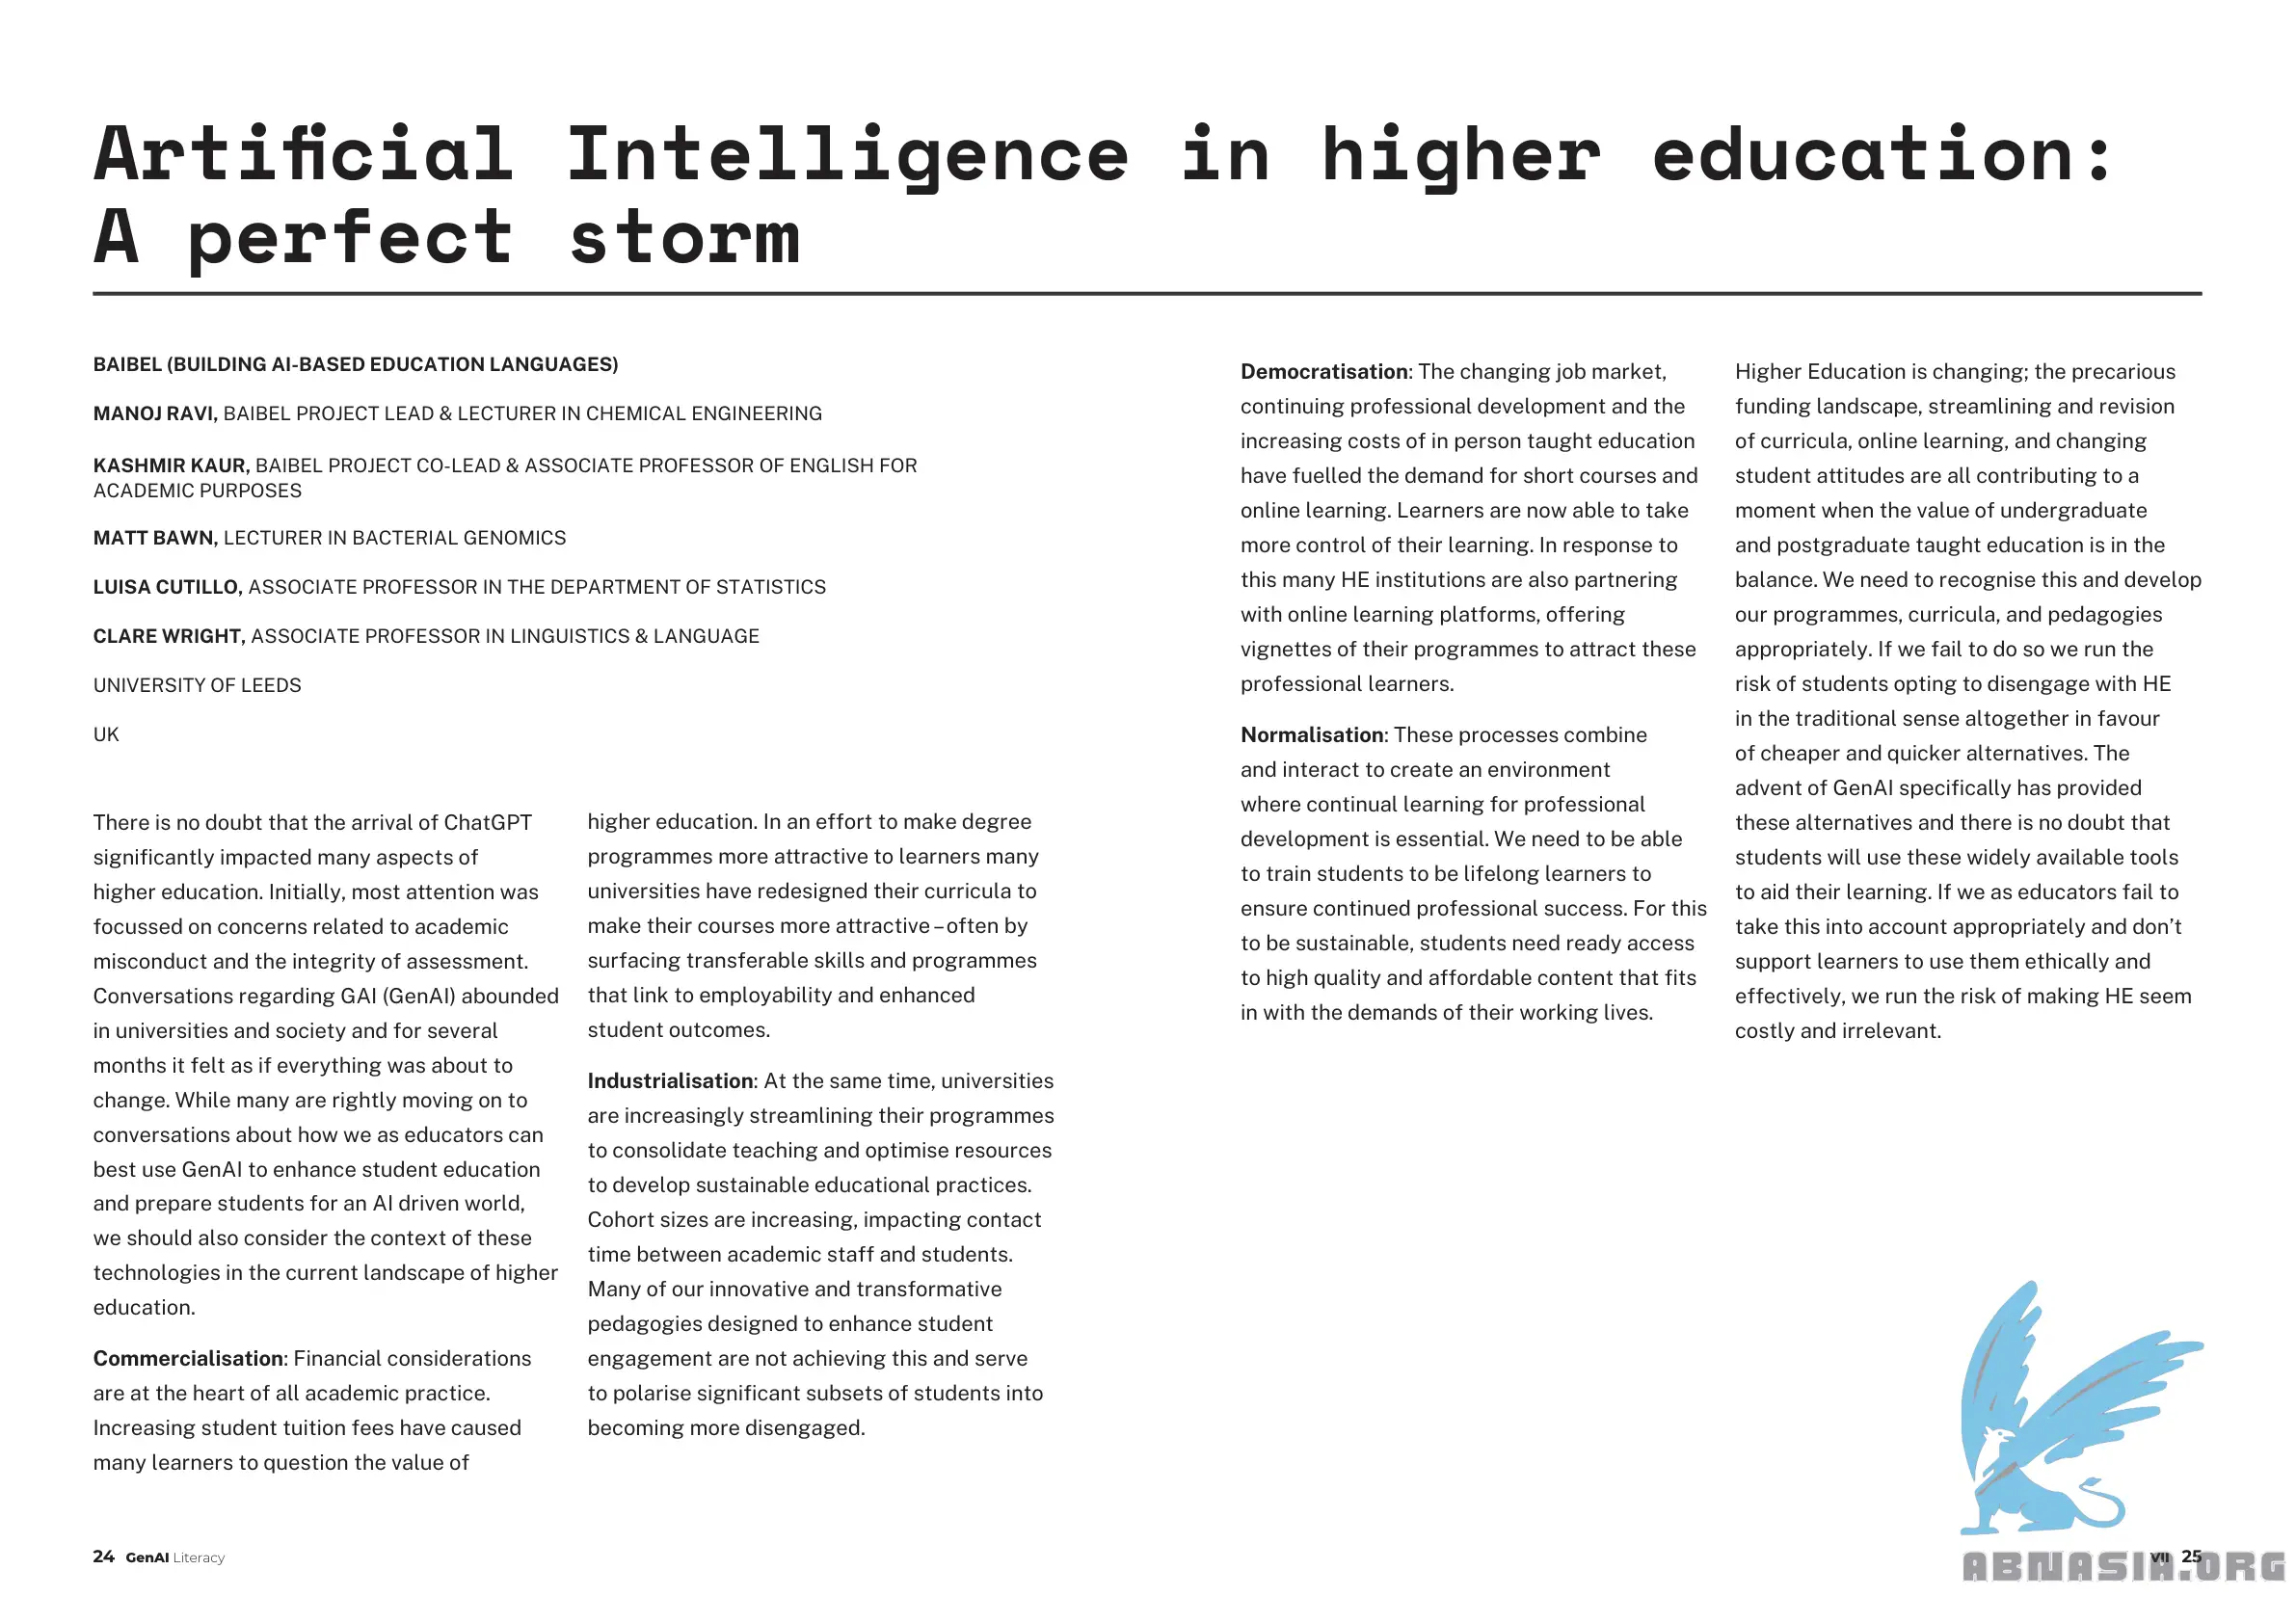 Artificial Intelligence in higher education:
A perfect storm
BAIBEL (BUILDING AI-BASED EDUCATION LANGUAGES)
MANOJ RAVI, BAIBEL PROJECT LEAD & LECTURER IN CHEMICAL ENGINEERING
KASHMIR KAUR, BAIBEL PROJECT CO-LEAD & ASSOCIATE PROFESSOR OF ENGLISH FOR
ACADEMIC PURPOSES
MATT BAWN, LECTURER IN BACTERIAL GENOMICS
LUISA CUTILLO, ASSOCIATE PROFESSOR IN THE DEPARTMENT OF STATISTICS
CLARE WRIGHT, ASSOCIATE PROFESSOR IN LINGUISTICS & LANGUAGE
UNIVERSITY OF LEEDS
UK
There is no doubt that the arrival of ChatGPT
significantly impacted many aspects of
higher education. Initially, most attention was
focussed on concerns related to academic
misconduct and the integrity of assessment.
Conversations regarding GAI (GenAI) abounded
in universities and society and for several
months it felt as if everything was about to
change. While many are rightly moving on to
conversations about how we as educators can
best use GenAI to enhance student education
and prepare students for an AI driven world,
we should also consider the context of these
technologies in the current landscape of higher
education.
Commercialisation: Financial considerations
are at the heart of all academic practice.
Increasing student tuition fees have caused
many learners to question the value of
higher education. In an effort to make degree
programmes more attractive to learners many
universities have redesigned their curricula to
make their courses more attractive – often by
surfacing transferable skills and programmes
that link to employability and enhanced
student outcomes.
Industrialisation: At the same time, universities
are increasingly streamlining their programmes
to consolidate teaching and optimise resources
to develop sustainable educational practices.
Cohort sizes are increasing, impacting contact
time between academic staff and students.
Many of our innovative and transformative
pedagogies designed to enhance student
engagement are not achieving this and serve
to polarise significant subsets of students into
becoming more disengaged.
Democratisation: The changing job market,
continuing professional development and the
increasing costs of in person taught education
have fuelled the demand for short courses and
online learning. Learners are now able to take
more control of their learning. In response to
this many HE institutions are also partnering
with online learning platforms, offering
vignettes of their programmes to attract these
professional learners.
Normalisation: These processes combine
and interact to create an environment
where continual learning for professional
development is essential. We need to be able
to train students to be lifelong learners to
ensure continued professional success. For this
to be sustainable, students need ready access
to high quality and affordable content that fits
in with the demands of their working lives.
Higher Education is changing; the precarious
funding landscape, streamlining and revision
of curricula, online learning, and changing
student attitudes are all contributing to a
moment when the value of undergraduate
and postgraduate taught education is in the
balance. We need to recognise this and develop
our programmes, curricula, and pedagogies
appropriately. If we fail to do so we run the
risk of students opting to disengage with HE
in the traditional sense altogether in favour
of cheaper and quicker alternatives. The
advent of GenAI specifically has provided
these alternatives and there is no doubt that
students will use these widely available tools
to aid their learning. If we as educators fail to
take this into account appropriately and don’t
support learners to use them ethically and
effectively, we run the risk of making HE seem
costly and irrelevant.
24 GenAI Literacy
VII 25
ABNASIA.ORG